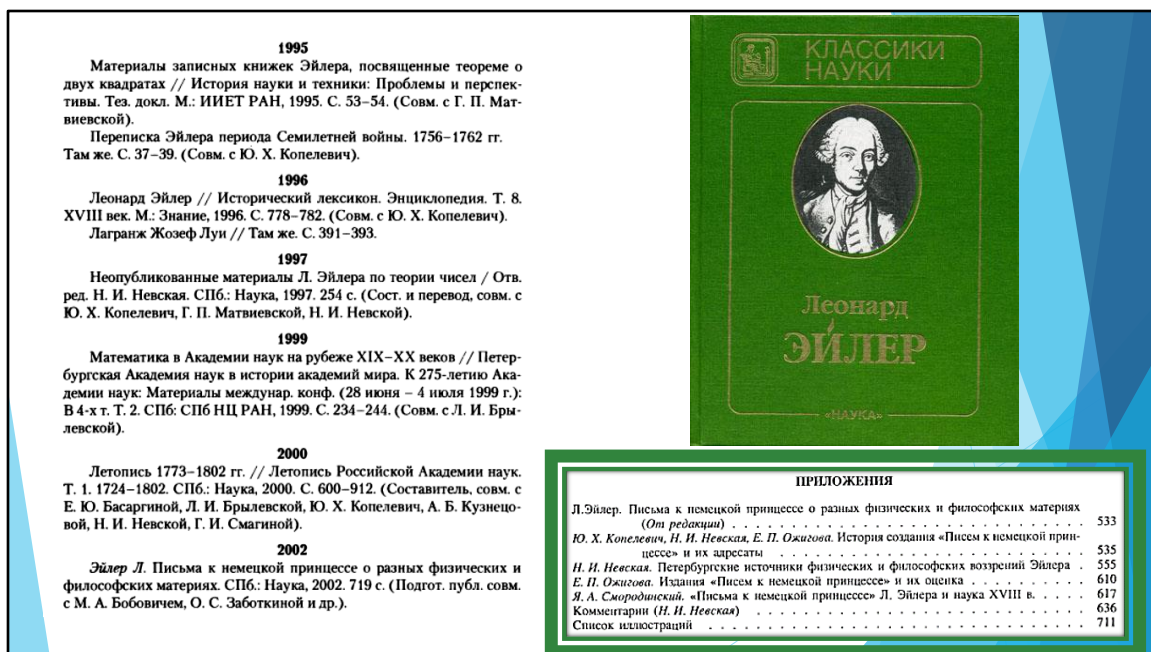 1995
Материалы записных книжек Эйлера, посвященные теореме о
двух квадратах // История науки и техники: Проблемы и перспек-
тивы. Тез. докл. М.: ИИЕТ РАН, 1995. С. 53–54. (Совм. с Г. П. Мат-
виевской).
Переписка Эйлера периода Семилетней войны. 1756–1762 гг.
Там же. С. 37–39. (Совм. с Ю. Х. Копелевич).
1996
Леонард Эйлер // Исторический лексикон. Энциклопедия. Т. 8.
XVIII век. М.: Знание, 1996. С. 778–782. (Совм. с Ю. Х. Копелевич).
Лагранж Жозеф Луи // Там же. С. 391–393.
1997
Неопубликованные материалы Л. Эйлера по теории чисел / Отв.
ред. Н. И. Невская. СПб.: Наука, 1997. 254 с. (Сост. и перевод, совм. с
Ю. Х. Копелевич, Г. П. Матвиевской, Н. И. Невской).
1999
Математика в Академии наук на рубеже XIX–XX веков // Петер-
бургская Академия наук в истории академий мира. К 275-летию Ака-
демии наук: Материалы междунар. конф. (28 июня – 4 июля 1999 г.):
В 4-х т. Т. 2. СПб: СПб НЦ РАН, 1999. С. 234–244. (Совм. с Л. И. Бры-
левской).
2000
Летопись 1773–1802 гг. // Летопись Российской Академии наук.
Т. 1. 1724–1802. СПб.: Наука, 2000. С. 600–912. (Составитель, совм. с
Е. Ю. Басаргиной, Л. И. Брылевской, Ю. Х. Копелевич, А. Б. Кузнецо-
вой, Н. И. Невской, Г. И. Смагиной).
2002
Эйлер Л. Письма к немецкой принцессе о разных физических и
философских материях. СПб.: Наука, 2002. 719 с. (Подгот. публ. совм.
с М. А. Бобовичем, О. С. Заботкиной и др.).
КЛАССИКИ
НАУКИ
Леонард
ЭЙЛЕР
«НАУКА»
ПРИЛОЖЕНИЯ
Л.Эйлер. Письма к немецкой принцессе о разных физических и философских материях
(От редакции) . . . . . . . . . . 533
Ю. Х. Копелевич, Н. И. Невская, Е. П. Ожигова. История создания «Писем к немецкой прин-
цессе» и их адресаты . . . . . . . . . . 535
Н. И. Невская. Петербургские источники физических и философских воззрений Эйлера . 555
Е. П. Ожигова. Издания «Писем к немецкой принцессе» и их оценка . . . . . . . . . . 610
Я. А. Смородинский. «Письма к немецкой принцессе» Л. Эйлера и наука XVIII в. . . . . 617
Комментарии (Н. И. Невская) . . . . . . . . . . 636
Список иллюстраций . . . . . . . . . . 711